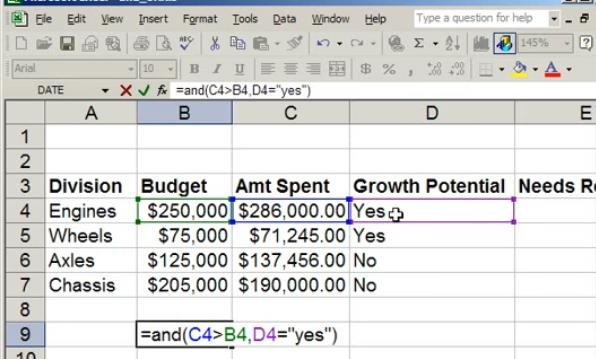 File Edit View Insert Format Tools Data Window Help Type a question for help
Arial 10 B I U $ % , 145%
DATE =and(C4>B4,D4="yes")
A B C D E
1
2
3 Division Budget Amt Spent Growth Potential Needs
4 Engines $250,000 $286,000.00 Yes
5 Wheels $75,000 $71,245.00 Yes
6 Axles $125,000 $137,456.00 No
7 Chassis $205,000 $190,000.00 No
8
9 =and(C4>B4,D4="yes")
10